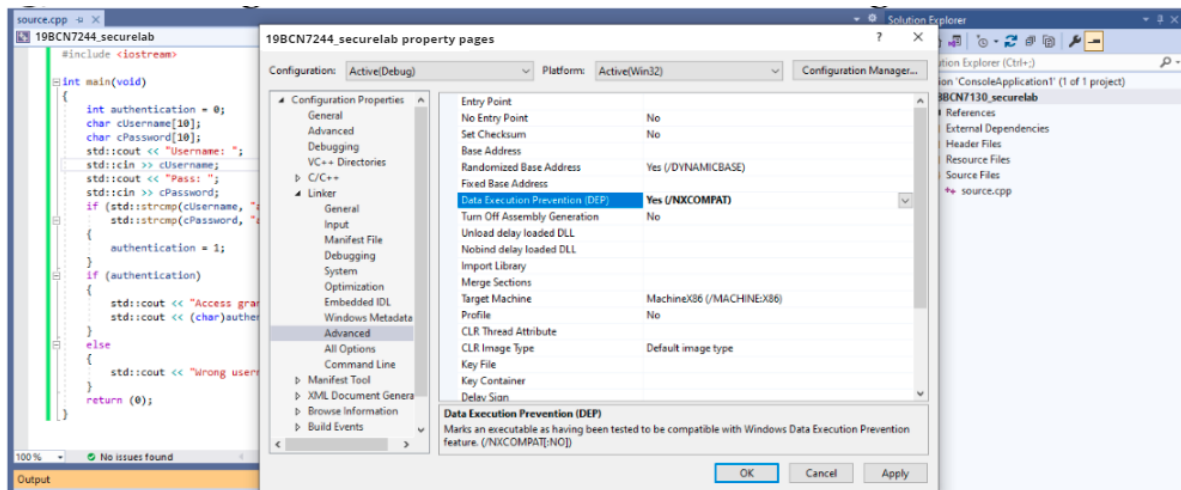 source.cpp
Solution Explorer
19BCN7244_securelab
#include <iostream>
int main(void)
{
int authentication = 0;
char cUsername[10];
char cPassword[10];
std::cout << "Username: ";
std::cin >> cUsername;
std::cout << "Pass: ";
std::cin >> cPassword;
if (std::strcmp(cUsername, "a
std::strcmp(cPassword, "a
{
authentication = 1;
}
if (authentication)
{
std::cout << "Access gran
std::cout << (char)authen
}
else
{
std::cout << "Wrong usern
}
return (0);
}
100 %
No issues found
Output
19BCN7244_securelab property pages
? ×
Configuration: Active(Debug)
Platform: Active(Win32)
Configuration Manager...
Configuration Properties
General
Advanced
Debugging
VC++ Directories
C/C++
Linker
General
Input
Manifest File
Debugging
System
Optimization
Embedded IDL
Windows Metadata
Advanced
All Options
Command Line
Manifest Tool
XML Document Genera
Browse Information
Build Events
Entry Point
No Entry Point No
Set Checksum No
Base Address
Randomized Base Address Yes (/DYNAMICBASE)
Fixed Base Address
Data Execution Prevention (DEP) Yes (/NXCOMPAT)
Turn Off Assembly Generation No
Unload delay loaded DLL
Nobind delay loaded DLL
Import Library
Merge Sections
Target Machine MachineX86 (/MACHINE:X86)
Profile No
CLR Thread Attribute
CLR Image Type Default image type
Key File
Key Container
Delay Sign
Data Execution Prevention (DEP)
Marks an executable as having been tested to be compatible with Windows Data Execution Prevention
feature. (/NXCOMPAT[:NO])
OK Cancel Apply
ution Explorer (Ctrl+;)
ion 'ConsoleApplication1' (1 of 1 project)
BCN7130_securelab
References
External Dependencies
Header Files
Resource Files
Source Files
source.cpp